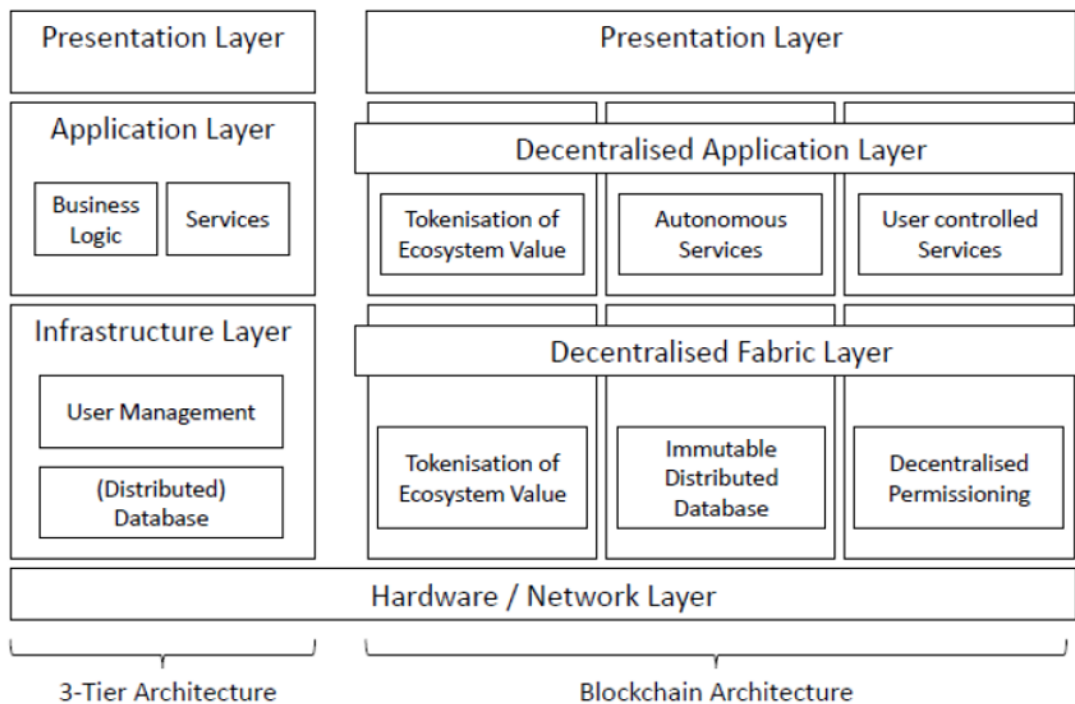 Presentation Layer
Application Layer
Business
Logic
Services
Infrastructure Layer
User Management
(Distributed)
Database
Presentation Layer
Decentralised Application Layer
Tokenisation of
Ecosystem Value
Autonomous
Services
User controlled
Services
Decentralised Fabric Layer
Tokenisation of
Ecosystem Value
Immutable
Distributed
Database
Decentralised
Permissioning
Hardware / Network Layer
3-Tier Architecture
Blockchain Architecture